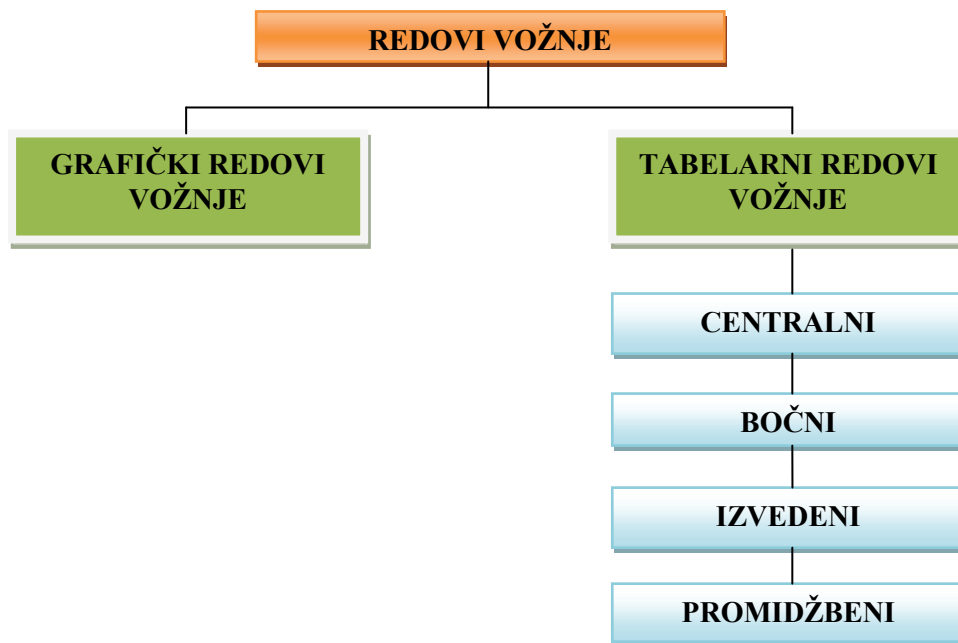 REDOVI VOŽNJE
GRAFIČKI REDOVI
VOŽNJE
TABELARNI REDOVI
VOŽNJE
CENTRALNI
BOČNI
IZVEDENI
PROMIDŽBENI